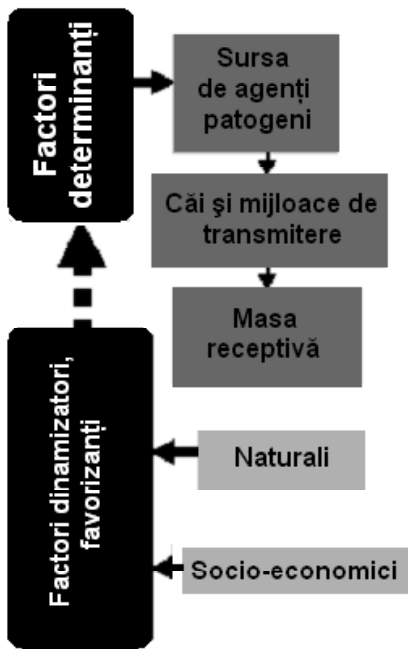 Factori
determinanți
Sursa
de agenți
patogeni
Căi şi mijloace de
transmitere
Masa
receptivă
Factori dinamizatori,
favorizanți
Naturali
Socio-economici